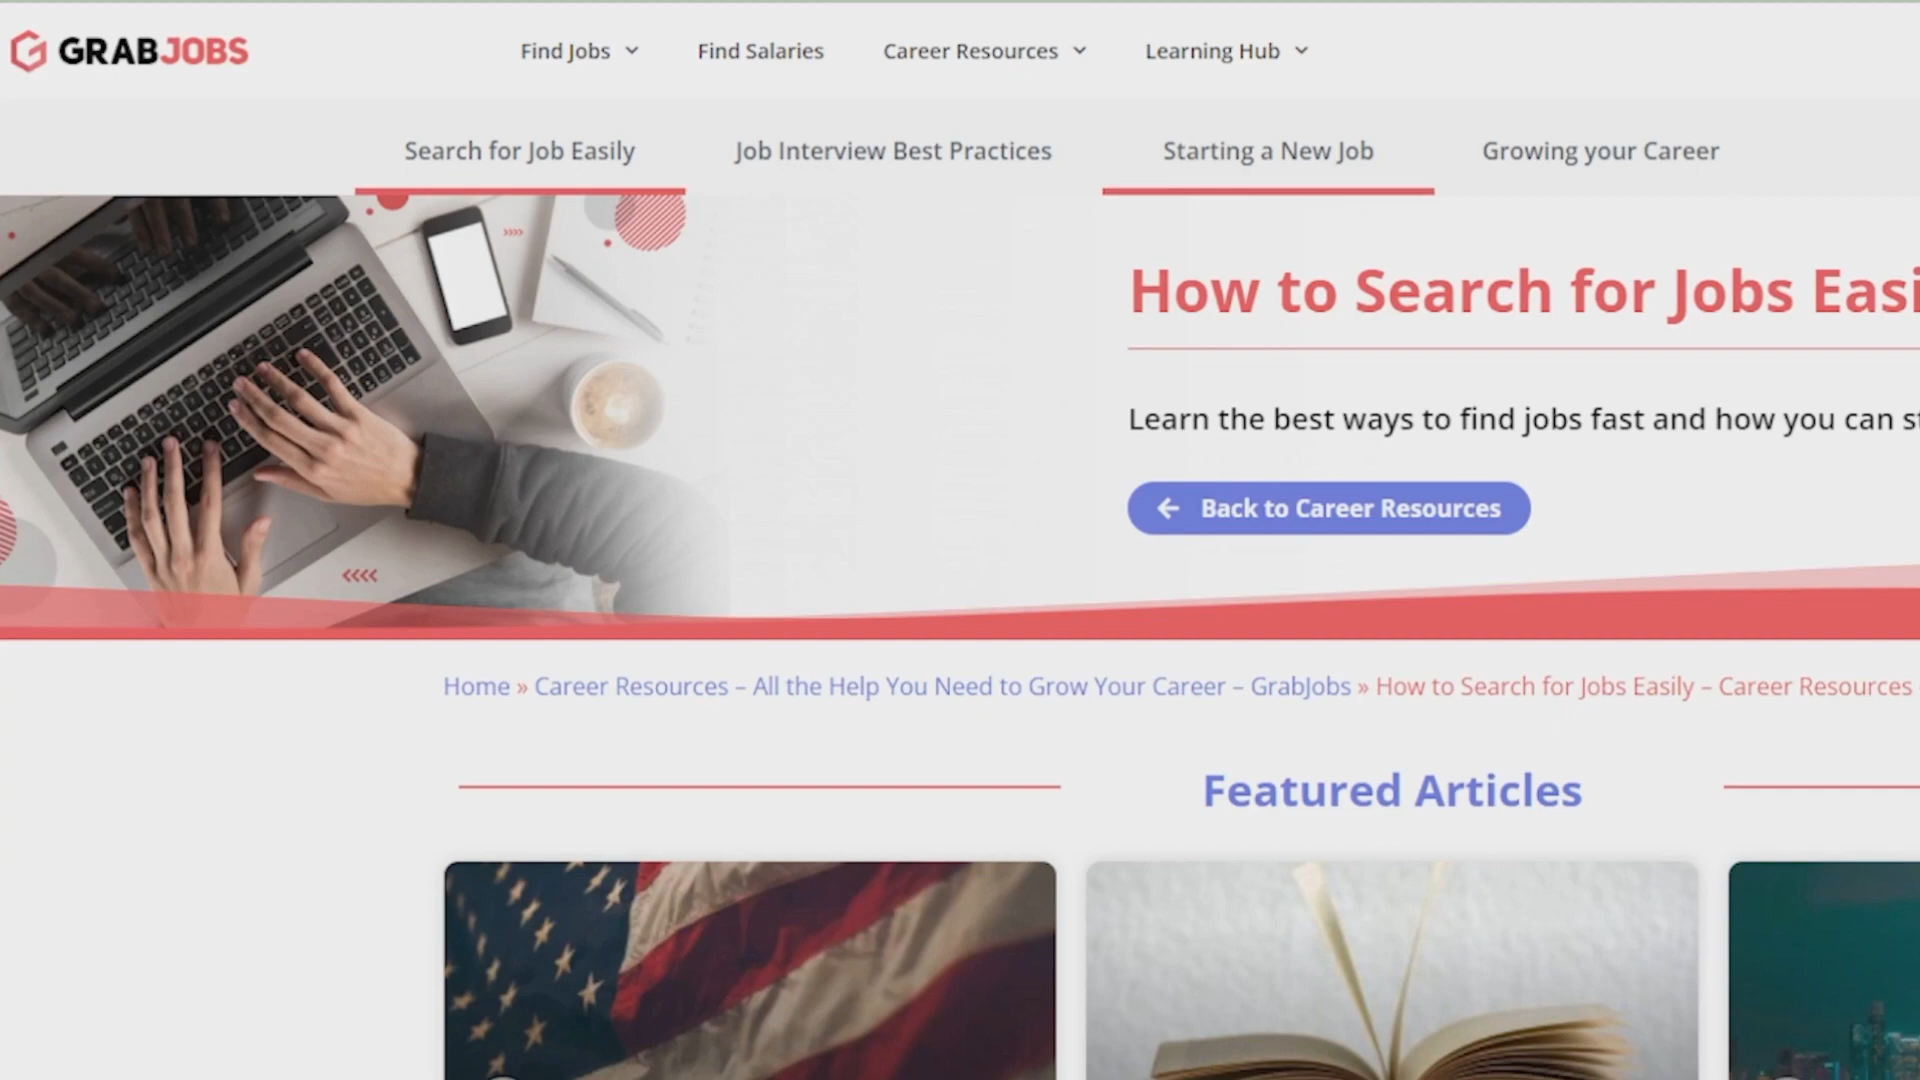 GRABJOBS
Find Jobs
Find Salaries
Career Resources
Learning Hub
Search for Job Easily
Job Interview Best Practices
Starting a New Job
Growing your Career
How to Search for Jobs
Learn the best ways to find jobs fast and how you can
Back to Career Resources
Home » Career Resources – All the Help You Need to Grow Your Career – GrabJobs » How to Search for Jobs Easily – Career Resources
Featured Articles